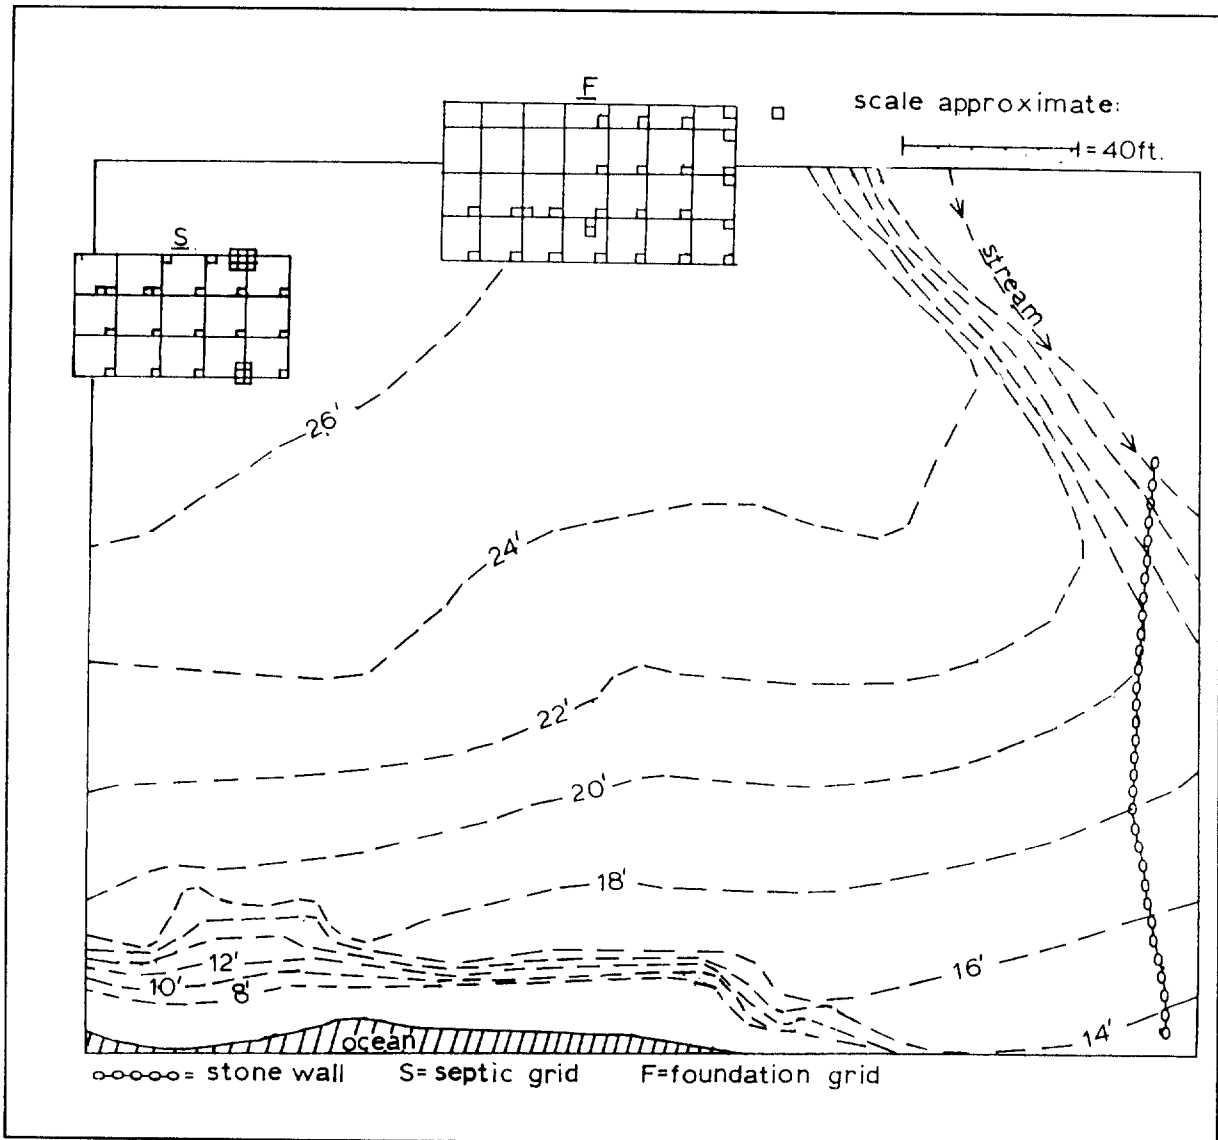 F
scale approximate:
= 40ft.
S
stream
26'
24'
22'
20'
18'
12'
10'
8'
16'
14'
ocean
= stone wall S= septic grid F=foundation grid